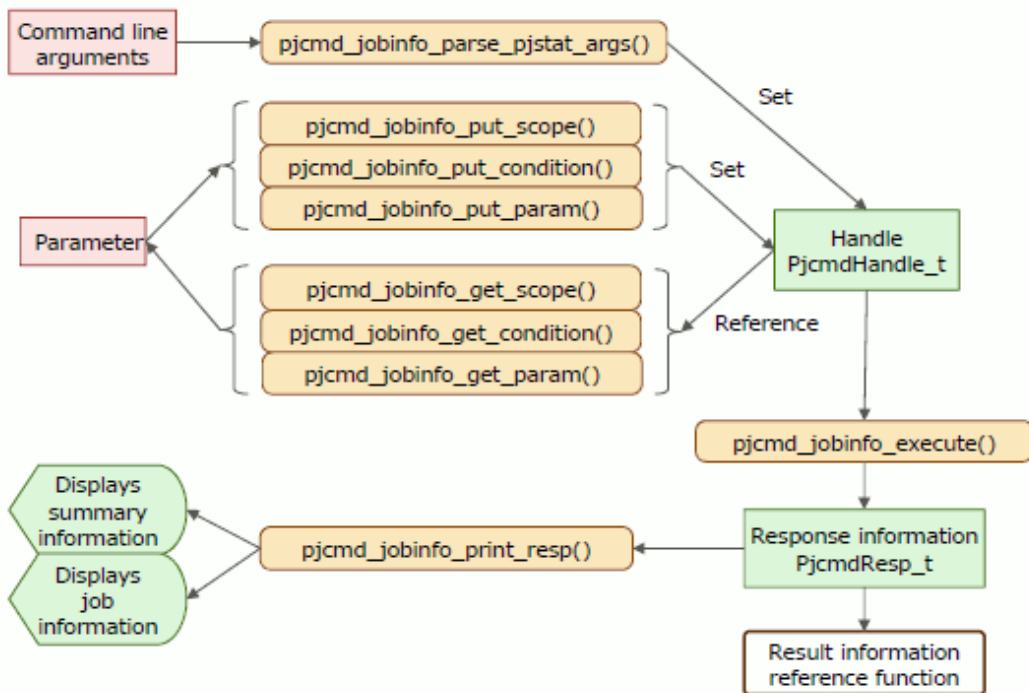 Command line
arguments
pjcmd_jobinfo_parse_pjstat_args()
Set
pjcmd_jobinfo_put_scope()
pjcmd_jobinfo_put_condition()
pjcmd_jobinfo_put_param()
Set
Parameter
Handle
PjcmdHandle_t
pjcmd_jobinfo_get_scope()
pjcmd_jobinfo_get_condition()
pjcmd_jobinfo_get_param()
Reference
pjcmd_jobinfo_execute()
Displays
summary
information
Displays
job
information
pjcmd_jobinfo_print_resp()
Response information
PjcmdResp_t
Result information
reference function